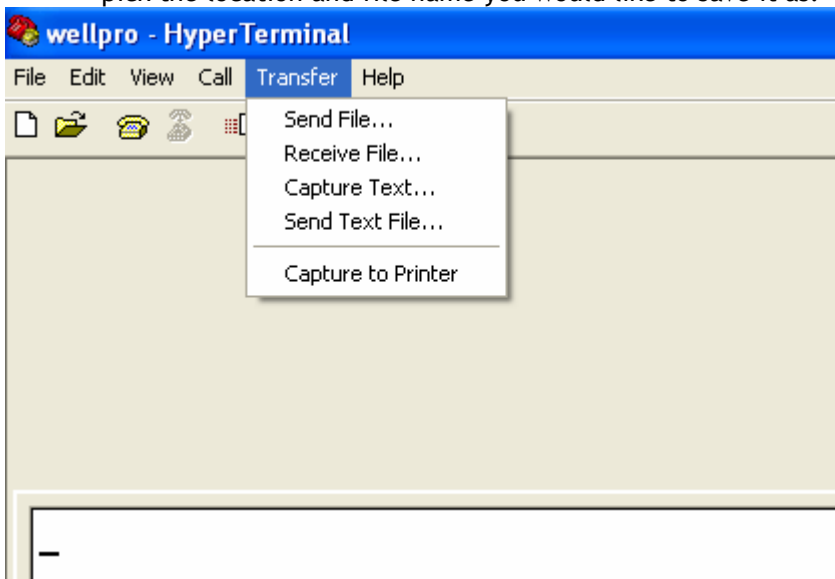 pick the location and file name you would like to save it as.
wellpro - HyperTerminal
File Edit View Call Transfer Help
Send File...
Receive File...
Capture Text...
Send Text File...
Capture to Printer